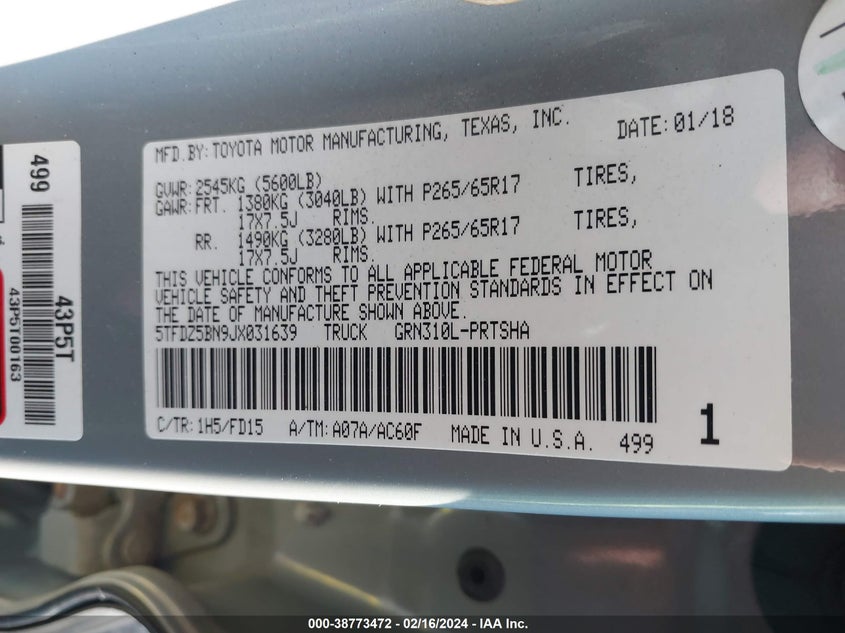 MFD.BY: TOYOTA MOTOR MANUFACTURING, TEXAS, INC. DATE: 01/18
GVWR: 2545KG (5600LB)
GAWR: FRT. 1380KG (3040LB) WITH P265/65R17 TIRES,
17X7.5J RIMS.
RR. 1490KG (3280LB) WITH P265/65R17 TIRES,
17X7.5J RIMS.
THIS VEHICLE CONFORMS TO ALL APPLICABLE FEDERAL MOTOR
VEHICLE SAFETY AND THEFT PREVENTION STANDARDS IN EFFECT ON
THE DATE OF MANUFACTURE SHOWN ABOVE.
5TFDZ5BN9JX031639 TRUCK GRN310L-PRTSHA
C/TR: 1H5/FD15 A/TM: A07A/AC60F MADE IN U.S.A. 499 1
499
43P5T
43P5T00163
000-38773472 - 02/16/2024 - IAA Inc.